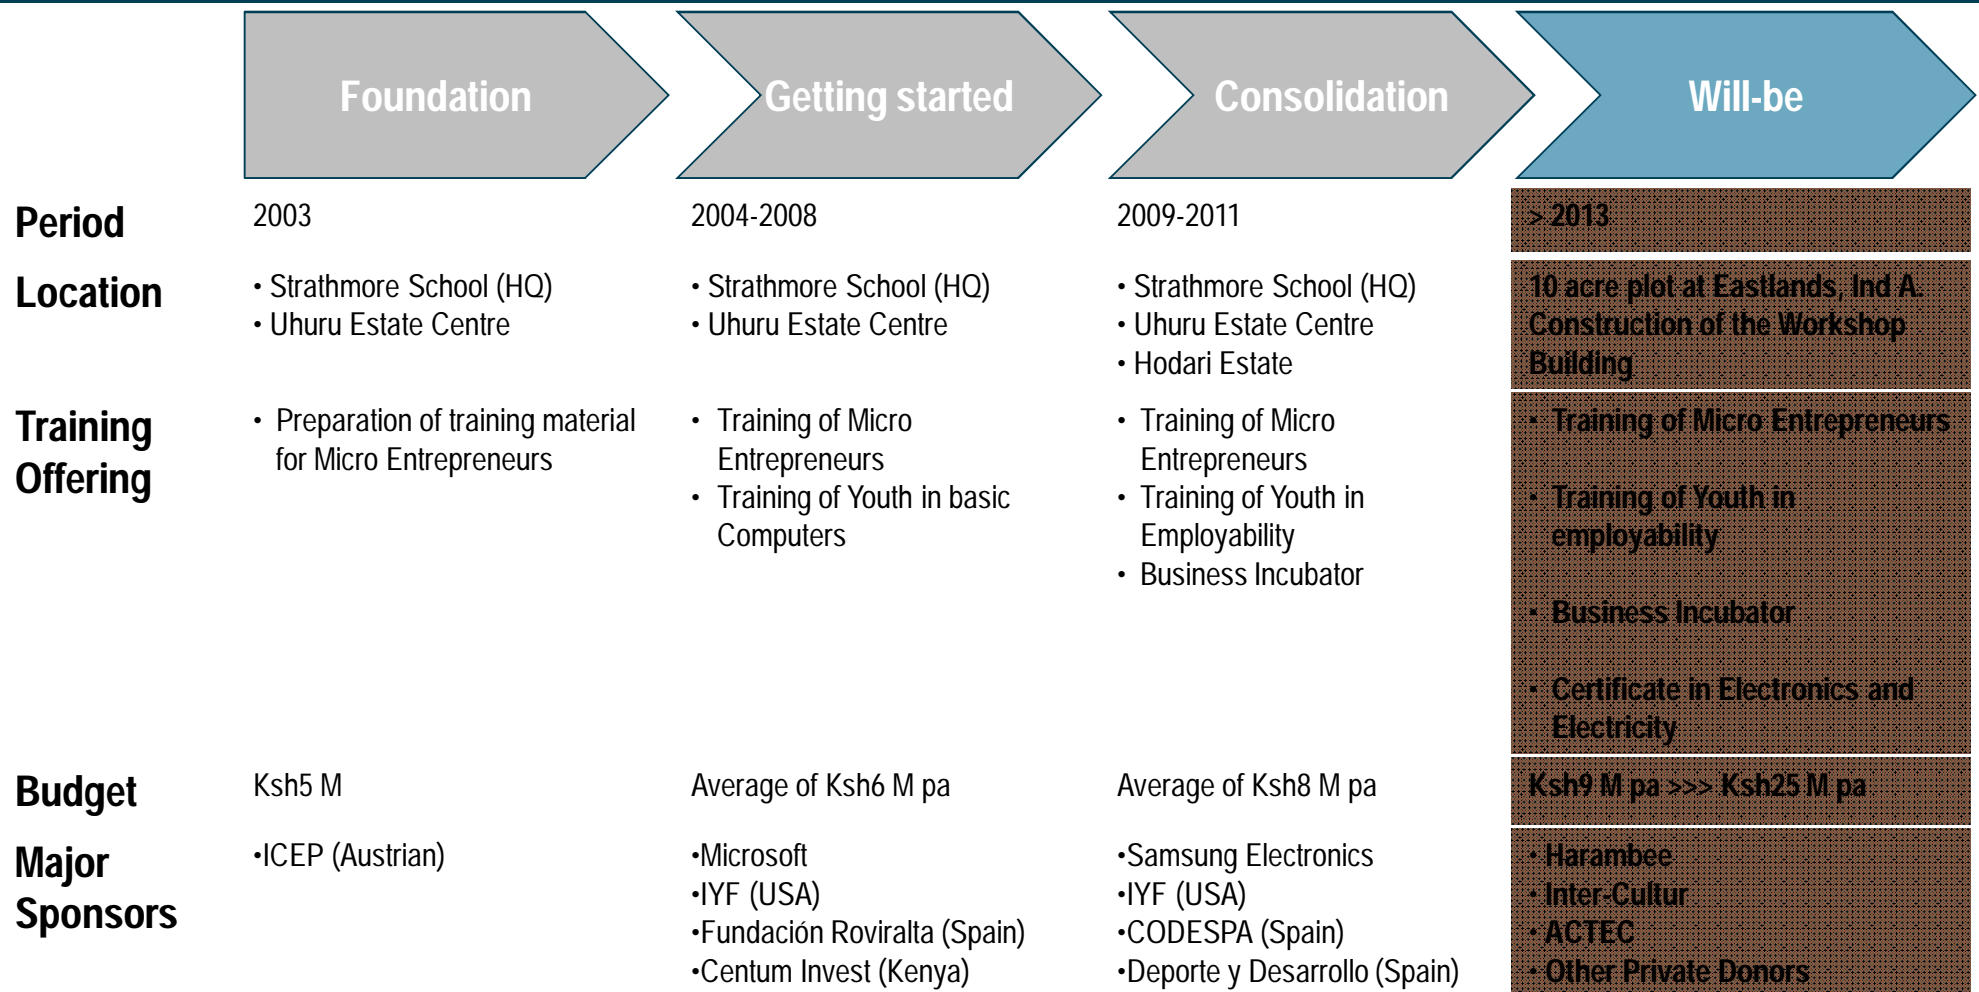 Foundation
Getting started
Consolidation
Will-be
Period
2003
2004-2008
2009-2011
> 2013
Location
• Strathmore School (HQ)
• Uhuru Estate Centre
• Strathmore School (HQ)
• Uhuru Estate Centre
• Strathmore School (HQ)
• Uhuru Estate Centre
• Hodari Estate
10 acre plot at Eastlands, Ind A.
Construction of the Workshop
Building
Training
Offering
• Preparation of training material
for Micro Entrepreneurs
• Training of Micro
Entrepreneurs
• Training of Youth in basic
Computers
• Training of Micro
Entrepreneurs
• Training of Youth in
Employability
• Business Incubator
• Training of Micro Entrepreneurs
• Training of Youth in
employability
• Business Incubator
• Certificate in Electronics and
Electricity
Budget
Ksh5 M
Average of Ksh6 M pa
Average of Ksh8 M pa
Ksh9 M pa >>> Ksh25 M pa
Major
Sponsors
•ICEP (Austrian)
•Microsoft
•IYF (USA)
•Fundación Roviralta (Spain)
•Centum Invest (Kenya)
•Samsung Electronics
•IYF (USA)
•CODESPA (Spain)
•Deporte y Desarrollo (Spain)
• Harambee
• Inter-Cultur
• ACTEC
• Other Private Donors